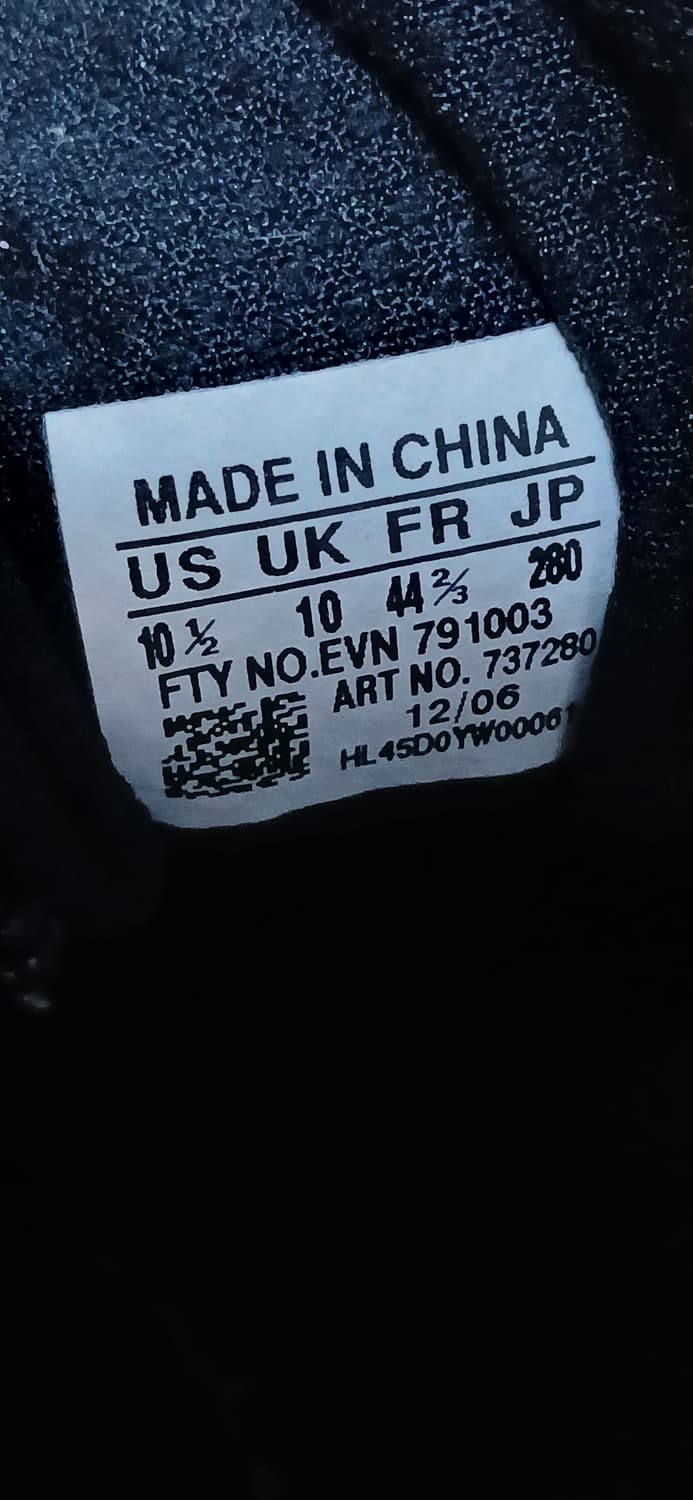 MADE IN CHINA
US UK FR JP
10 ½ 10 44 ⅔ 280
FTY NO.EVN 791003
ART NO. 737280
12/06